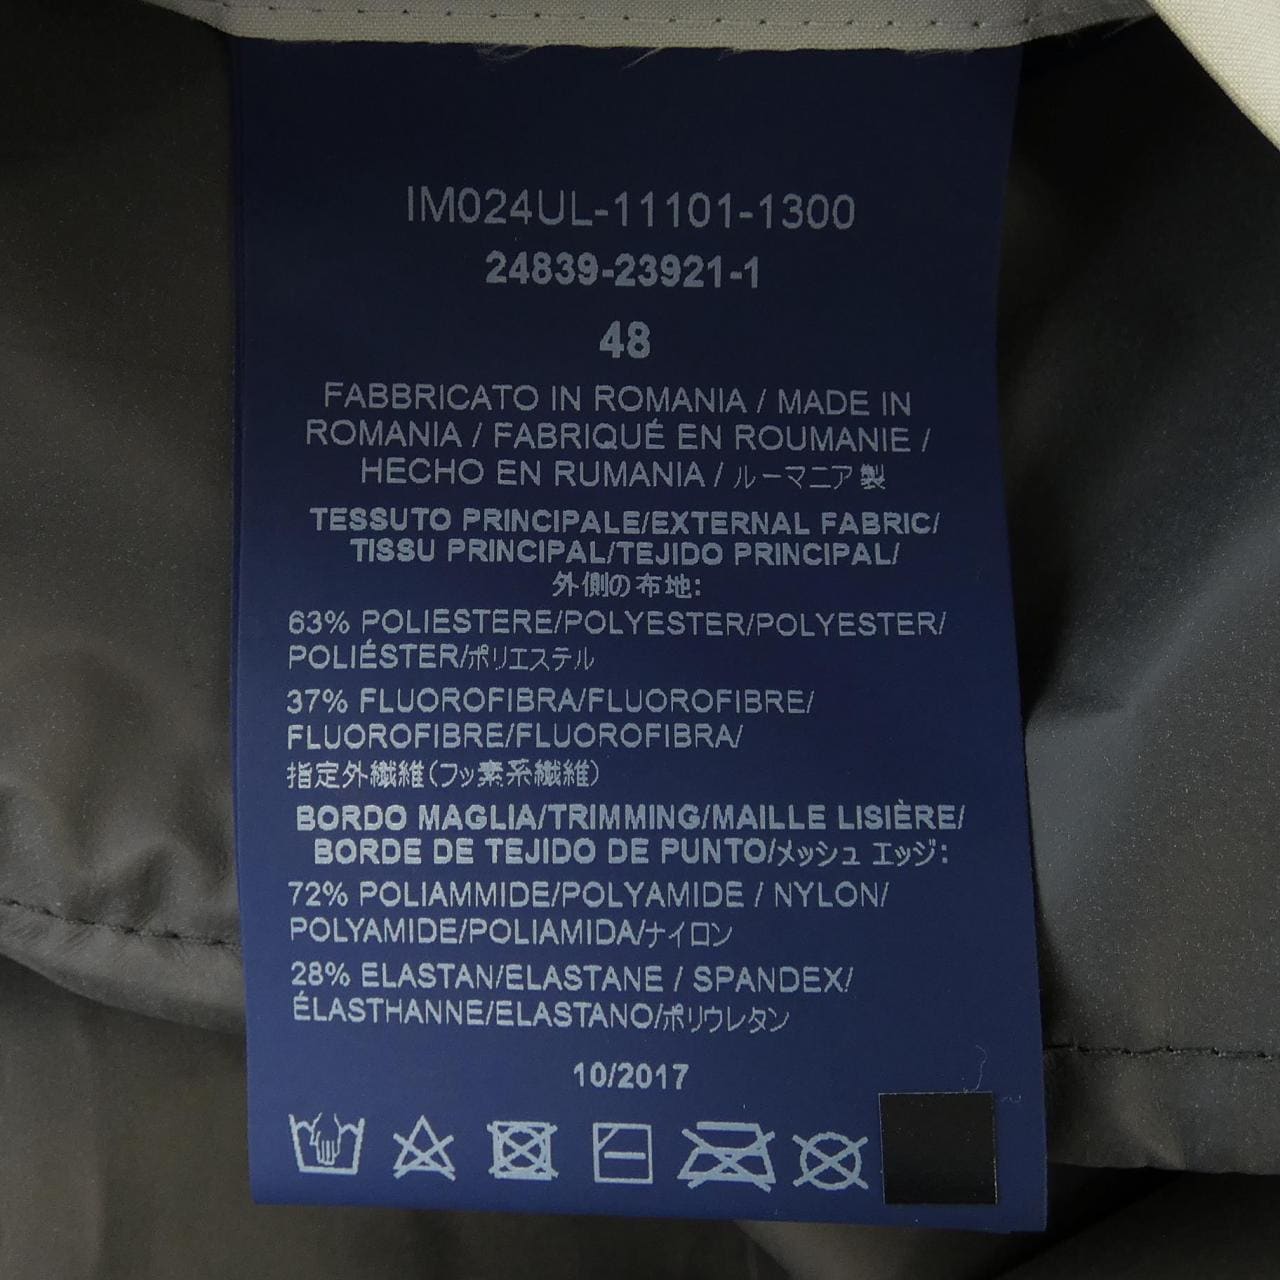 IM024UL-11101-1300
24839-23921-1
48
FABBRICATO IN ROMANIA / MADE IN
ROMANIA / FABRIQUÉ EN ROUMANIE /
HECHO EN RUMANIA / ルーマニア製
TESSUTO PRINCIPALE/EXTERNAL FABRIC/
TISSU PRINCIPAL/TEJIDO PRINCIPAL/
外側の布地:
63% POLIESTERE/POLYESTER/POLYESTER/
POLIÉSTER/ポリエステル
37% FLUOROFIBRA/FLUOROFIBRE/
FLUOROFIBRE/FLUOROFIBRA/
指定外繊維(フッ素系繊維)
BORDO MAGLIA/TRIMMING/MAILLE LISIÈRE/
BORDE DE TEJIDO DE PUNTO/メッシュ エッジ:
72% POLIAMMIDE/POLYAMIDE / NYLON/
POLYAMIDE/POLIAMIDA/ナイロン
28% ELASTAN/ELASTANE / SPANDEX/
ÉLASTHANNE/ELASTANO/ポリウレタン
10/2017